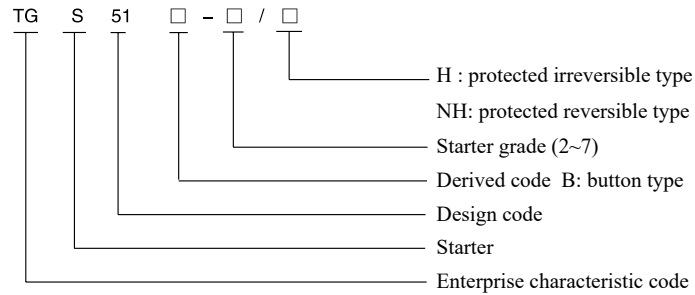 TG S 51 □ - □ / □
H : protected irreversible type
NH: protected reversible type
Starter grade (2~7)
Derived code B: button type
Design code
Starter
Enterprise characteristic code